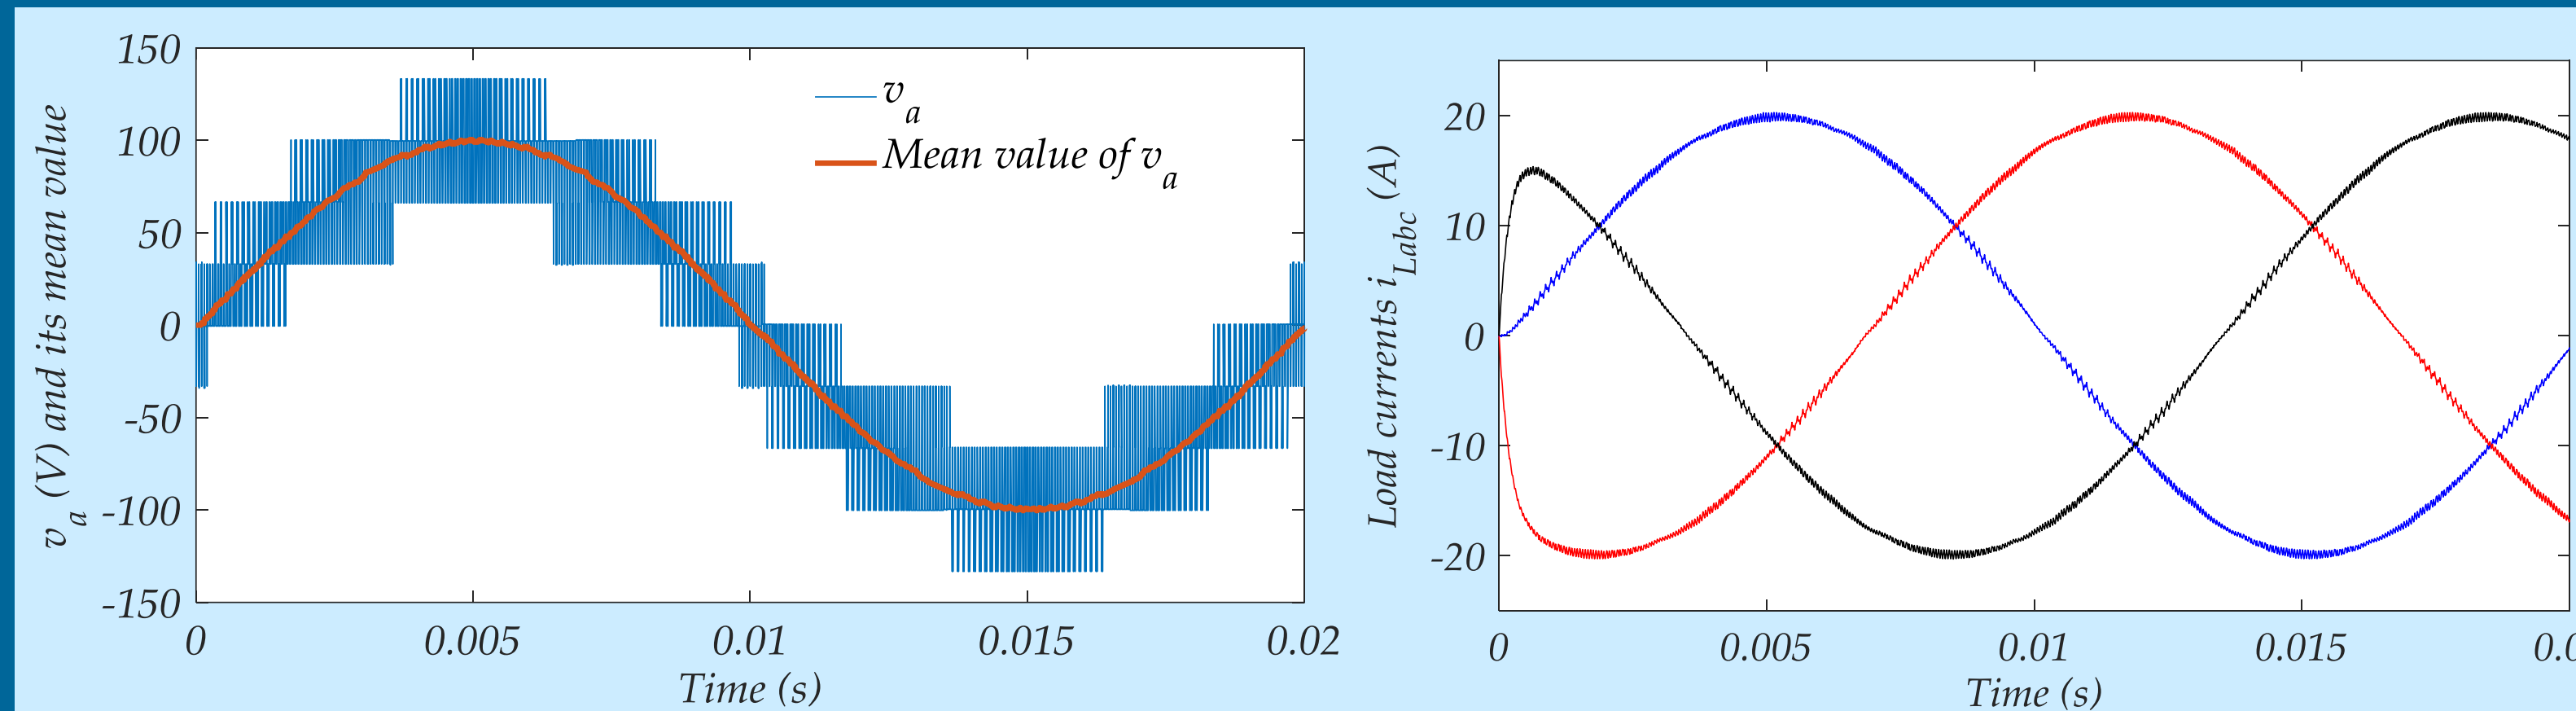 v_a (V) and its mean value
150
100
50
0
-50
-100
-150
v_a
Mean value of v_a
0 0.005 0.01 0.015 0.02
Time (s)
Load currents i_Labc (A)
20
10
0
-10
-20
0 0.005 0.01 0.015 0.0
Time (s)